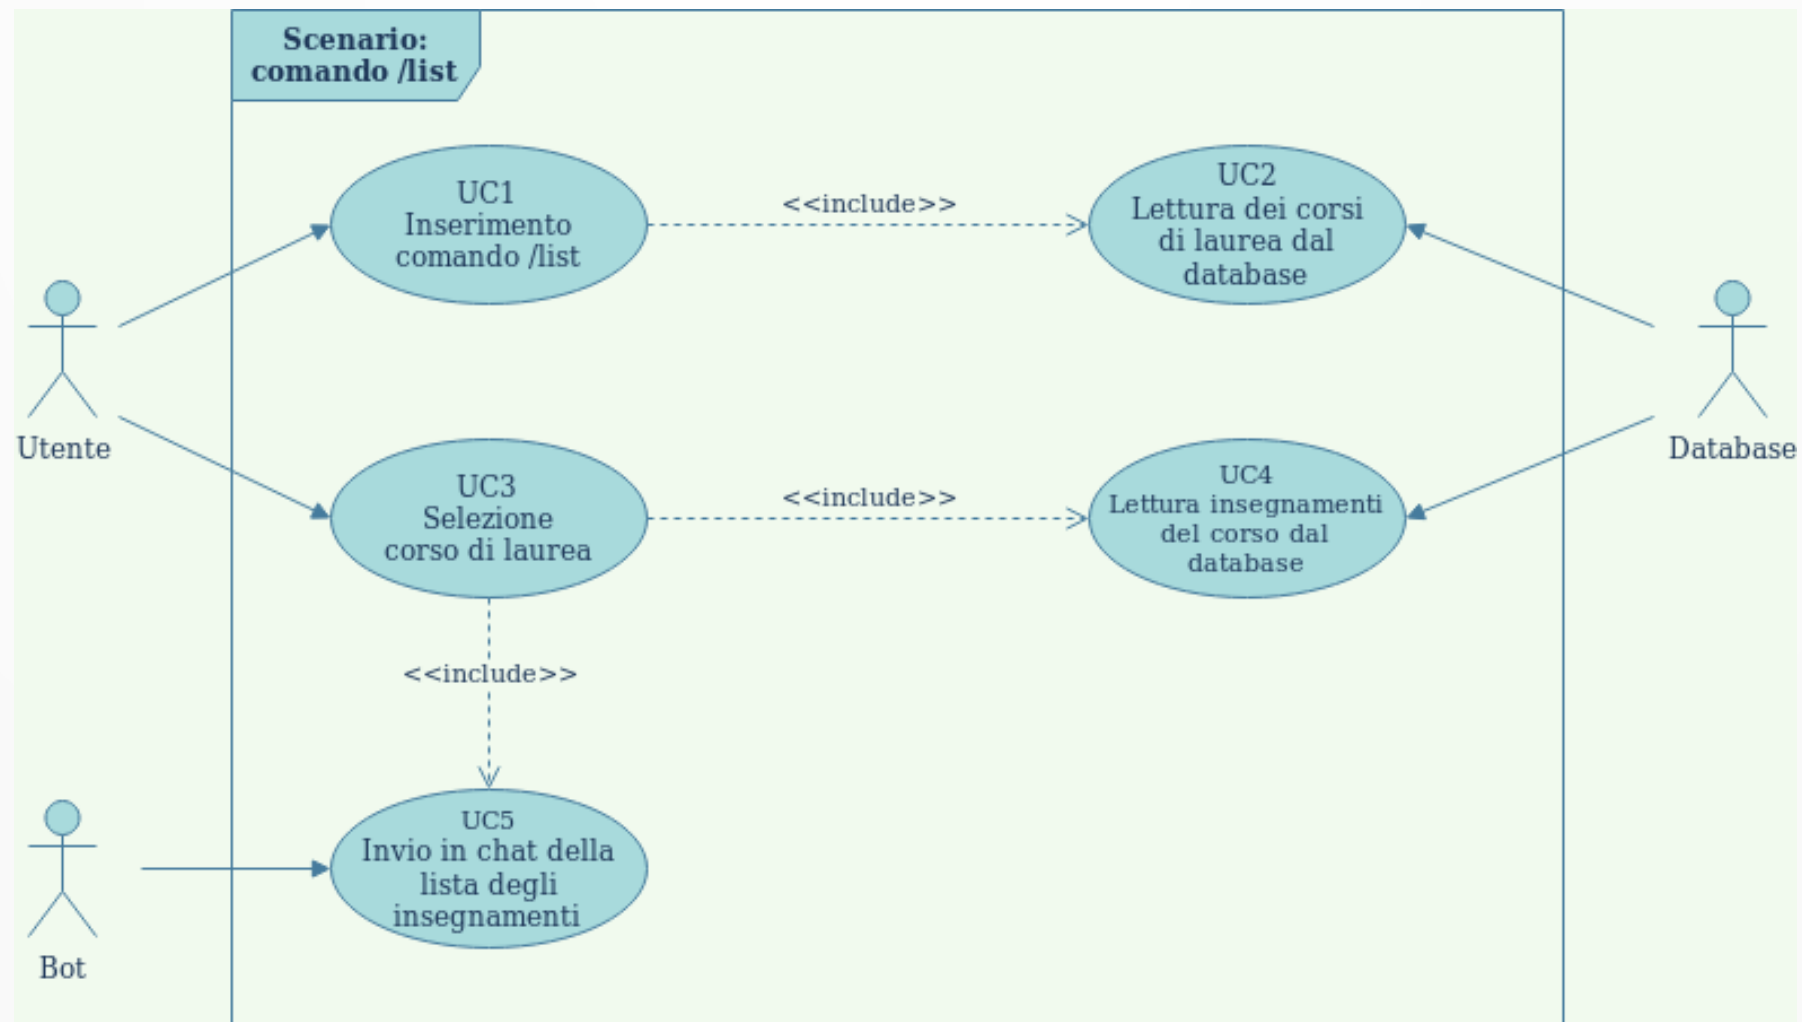 Scenario:
comando /list
UC1
Inserimento
comando /list
<<include>>
UC2
Lettura dei corsi
di laurea dal
database
Utente
Database
UC3
Selezione
corso di laurea
<<include>>
UC4
Lettura insegnamenti
del corso dal
database
<<include>>
UC5
Invio in chat della
lista degli
insegnamenti
Bot